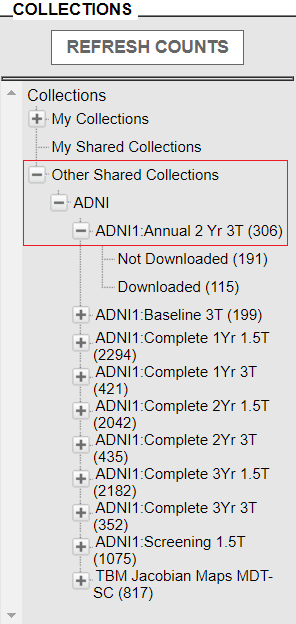 COLLECTIONS
REFRESH COUNTS
Collections
My Collections
My Shared Collections
Other Shared Collections
ADNI
ADNI1:Annual 2 Yr 3T (306)
Not Downloaded (191)
Downloaded (115)
ADNI1:Baseline 3T (199)
ADNI1:Complete 1Yr 1.5T
(2294)
ADNI1:Complete 1Yr 3T
(421)
ADNI1:Complete 2Yr 1.5T
(2042)
ADNI1:Complete 2Yr 3T
(435)
ADNI1:Complete 3Yr 1.5T
(2182)
ADNI1:Complete 3Yr 3T
(352)
ADNI1:Screening 1.5T
(1075)
TBM Jacobian Maps MDT-
SC (817)